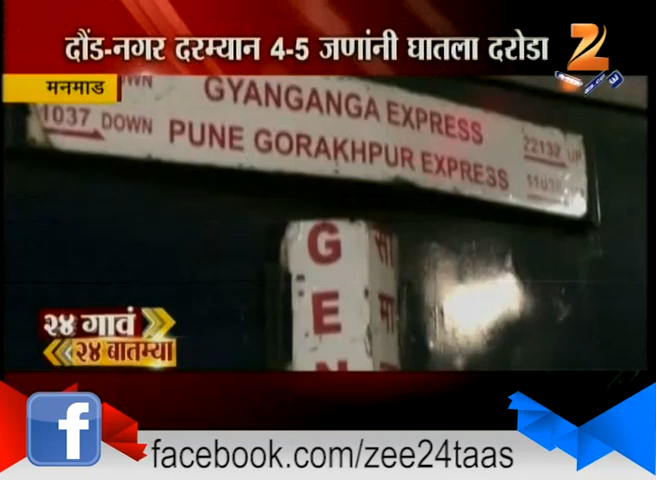 दौंड-नगर दरम्यान 4-5 जणांनी घातला दरोडा
मनमाड
GYANGANGA EXPRESS
22132 UP
1037 DOWN PUNE GORAKHPUR EXPRESS
G सा
E मा
N
२४ गावं
२४ बातम्या
facebook.com/zee24taas